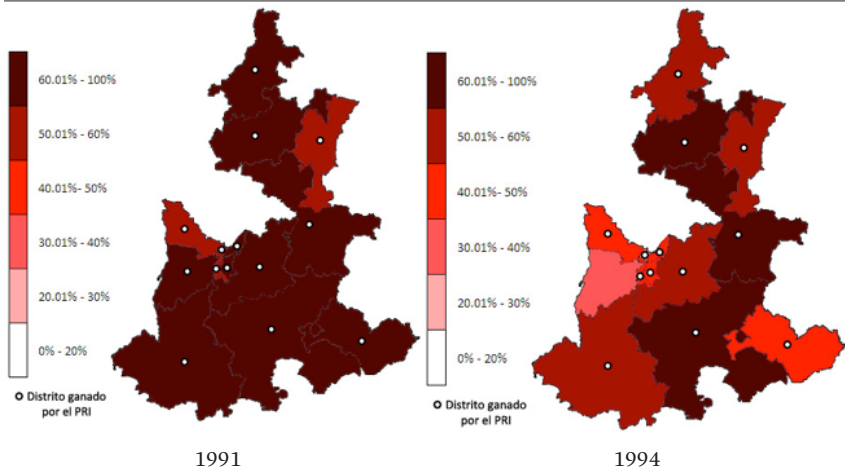 60.01% - 100%
50.01% - 60%
40.01%- 50%
30.01% - 40%
20.01% - 30%
0% - 20%
Distrito ganado
por el PRI
1991
60.01% - 100%
50.01% - 60%
40.01%- 50%
30.01% - 40%
20.01% - 30%
0% - 20%
Distrito ganado
por el PRI
1994